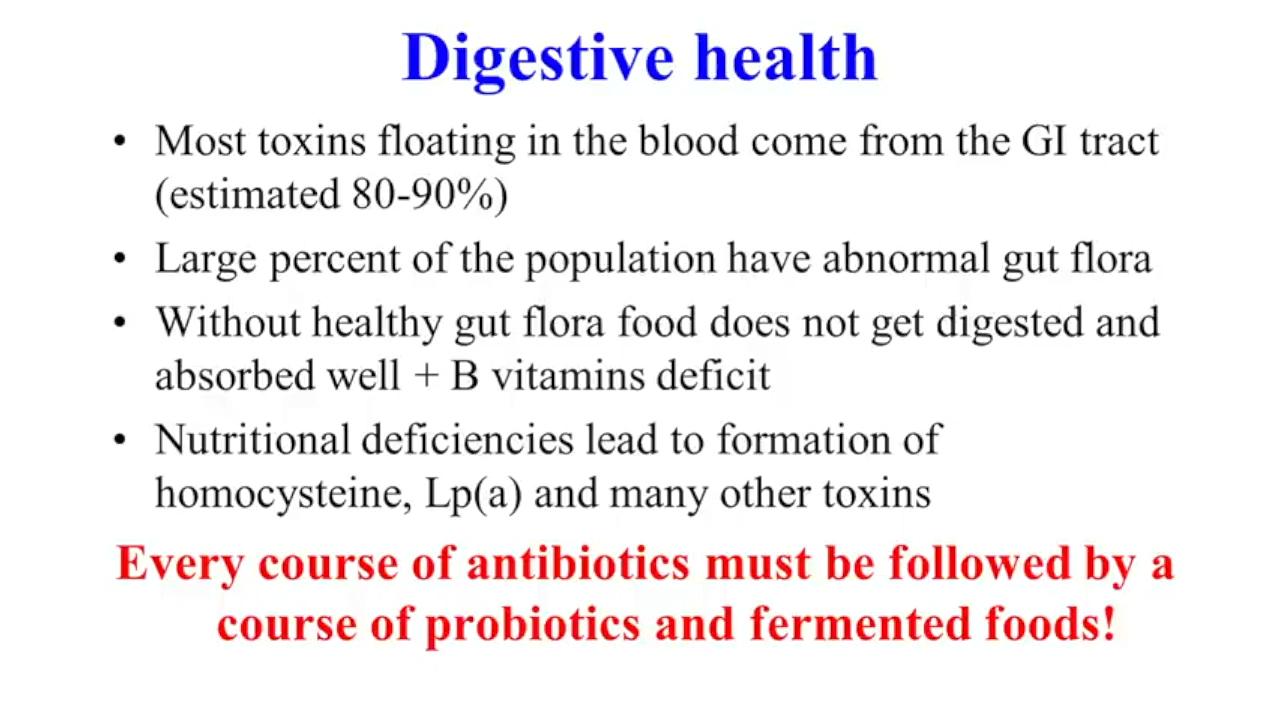 Digestive health
• Most toxins floating in the blood come from the GI tract
(estimated 80-90%)
• Large percent of the population have abnormal gut flora
• Without healthy gut flora food does not get digested and
absorbed well + B vitamins deficit
• Nutritional deficiencies lead to formation of
homocysteine, Lp(a) and many other toxins
Every course of antibiotics must be followed by a
course of probiotics and fermented foods!